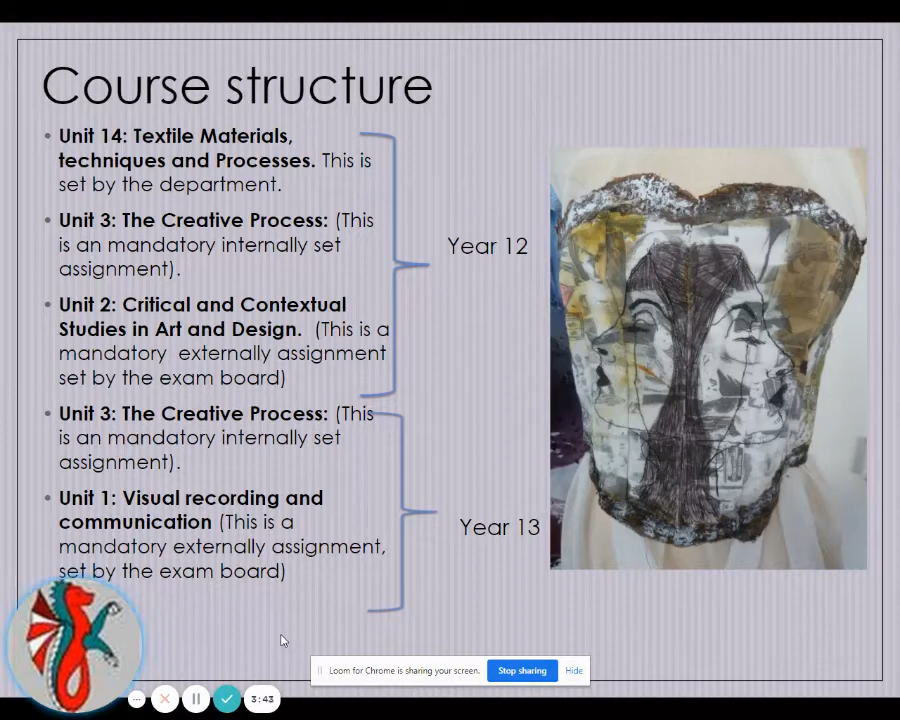 Course structure
Unit 14: Textile Materials,
techniques and Processes. This is
set by the department.
Unit 3: The Creative Process: (This
is an mandatory internally set
assignment).
Unit 2: Critical and Contextual
Studies in Art and Design. (This is a
mandatory externally assignment
set by the exam board)
Year 12
Unit 3: The Creative Process: (This
is an mandatory internally set
assignment).
Unit 1: Visual recording and
communication (This is a
mandatory externally assignment,
set by the exam board)
Year 13
Loom for Chrome is sharing your screen.
Stop sharing
Hide
3:43